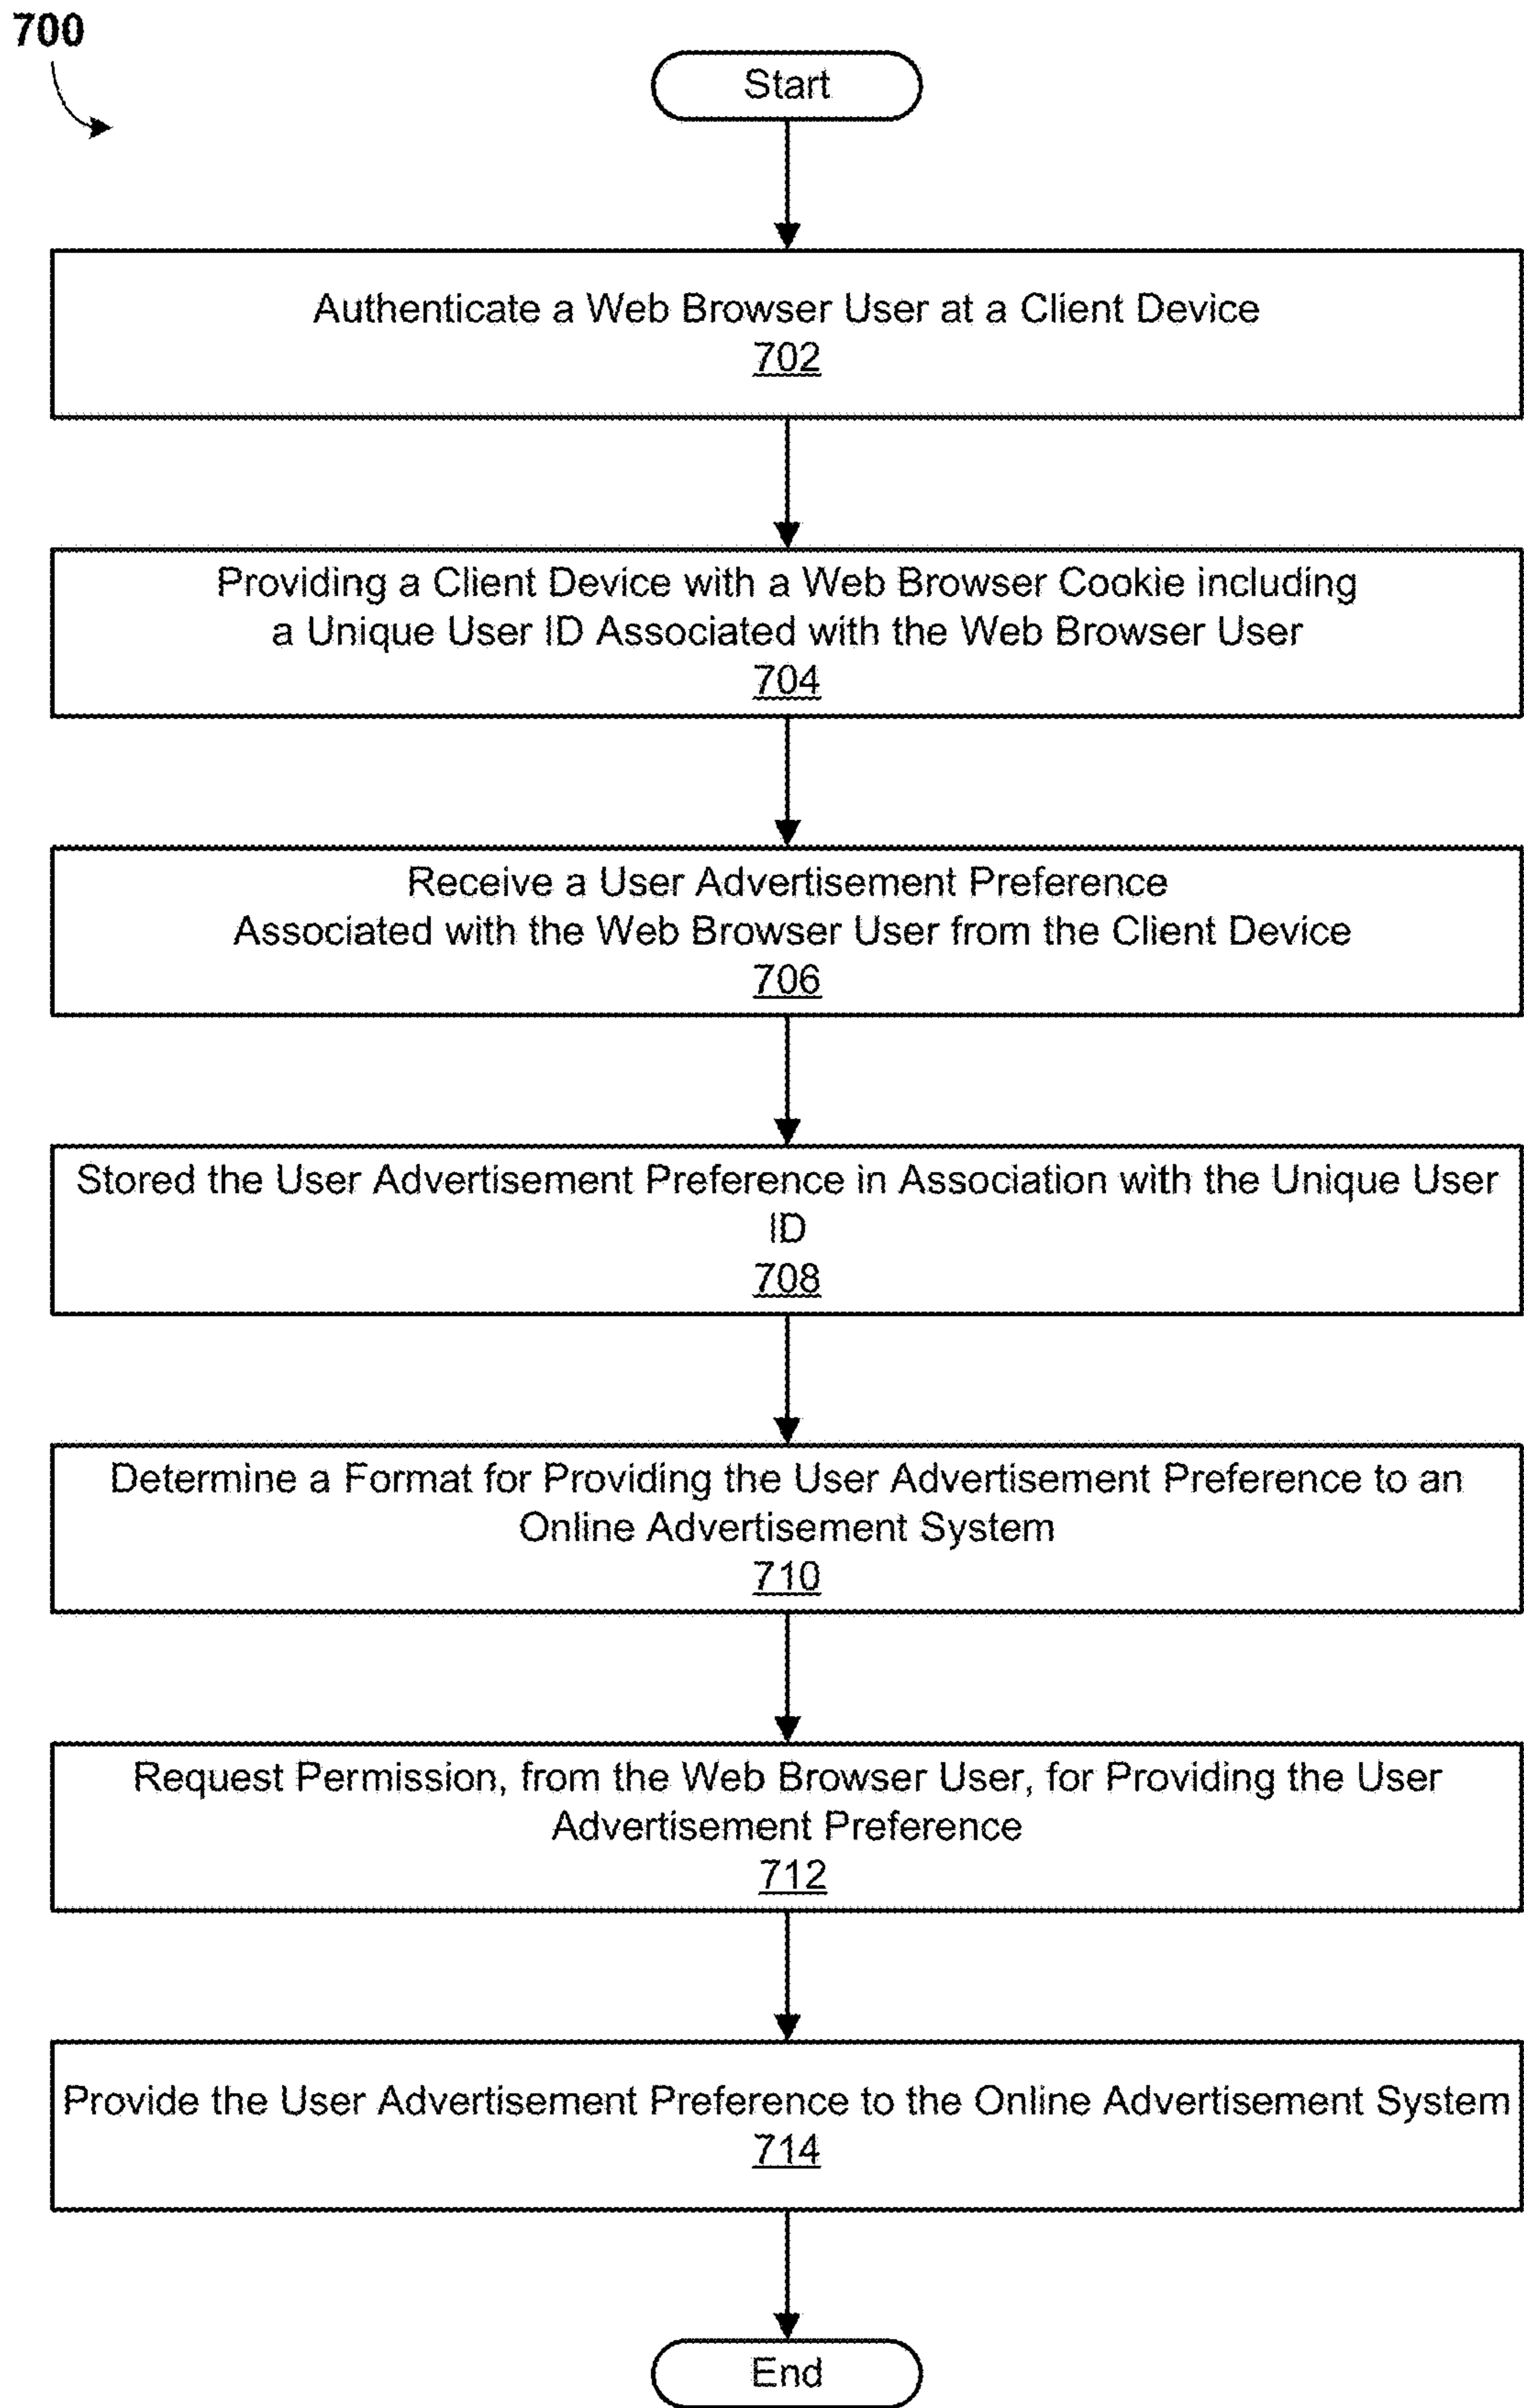 700
Start
Authenticate a Web Browser User at a Client Device
702
Providing a Client Device with a Web Browser Cookie including
a Unique User ID Associated with the Web Browser User
704
Receive a User Advertisement Preference
Associated with the Web Browser User from the Client Device
706
Stored the User Advertisement Preference in Association with the Unique User
ID
708
Determine a Format for Providing the User Advertisement Preference to an
Online Advertisement System
710
Request Permission, from the Web Browser User, for Providing the User
Advertisement Preference
712
Provide the User Advertisement Preference to the Online Advertisement System
714
End